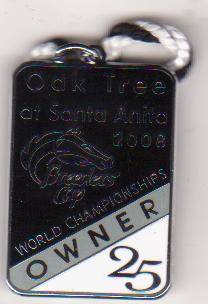 Oak Tree
at Santa Anita
2008
Breeders'
Cup
WORLD CHAMPIONSHIPS
OWNER
25